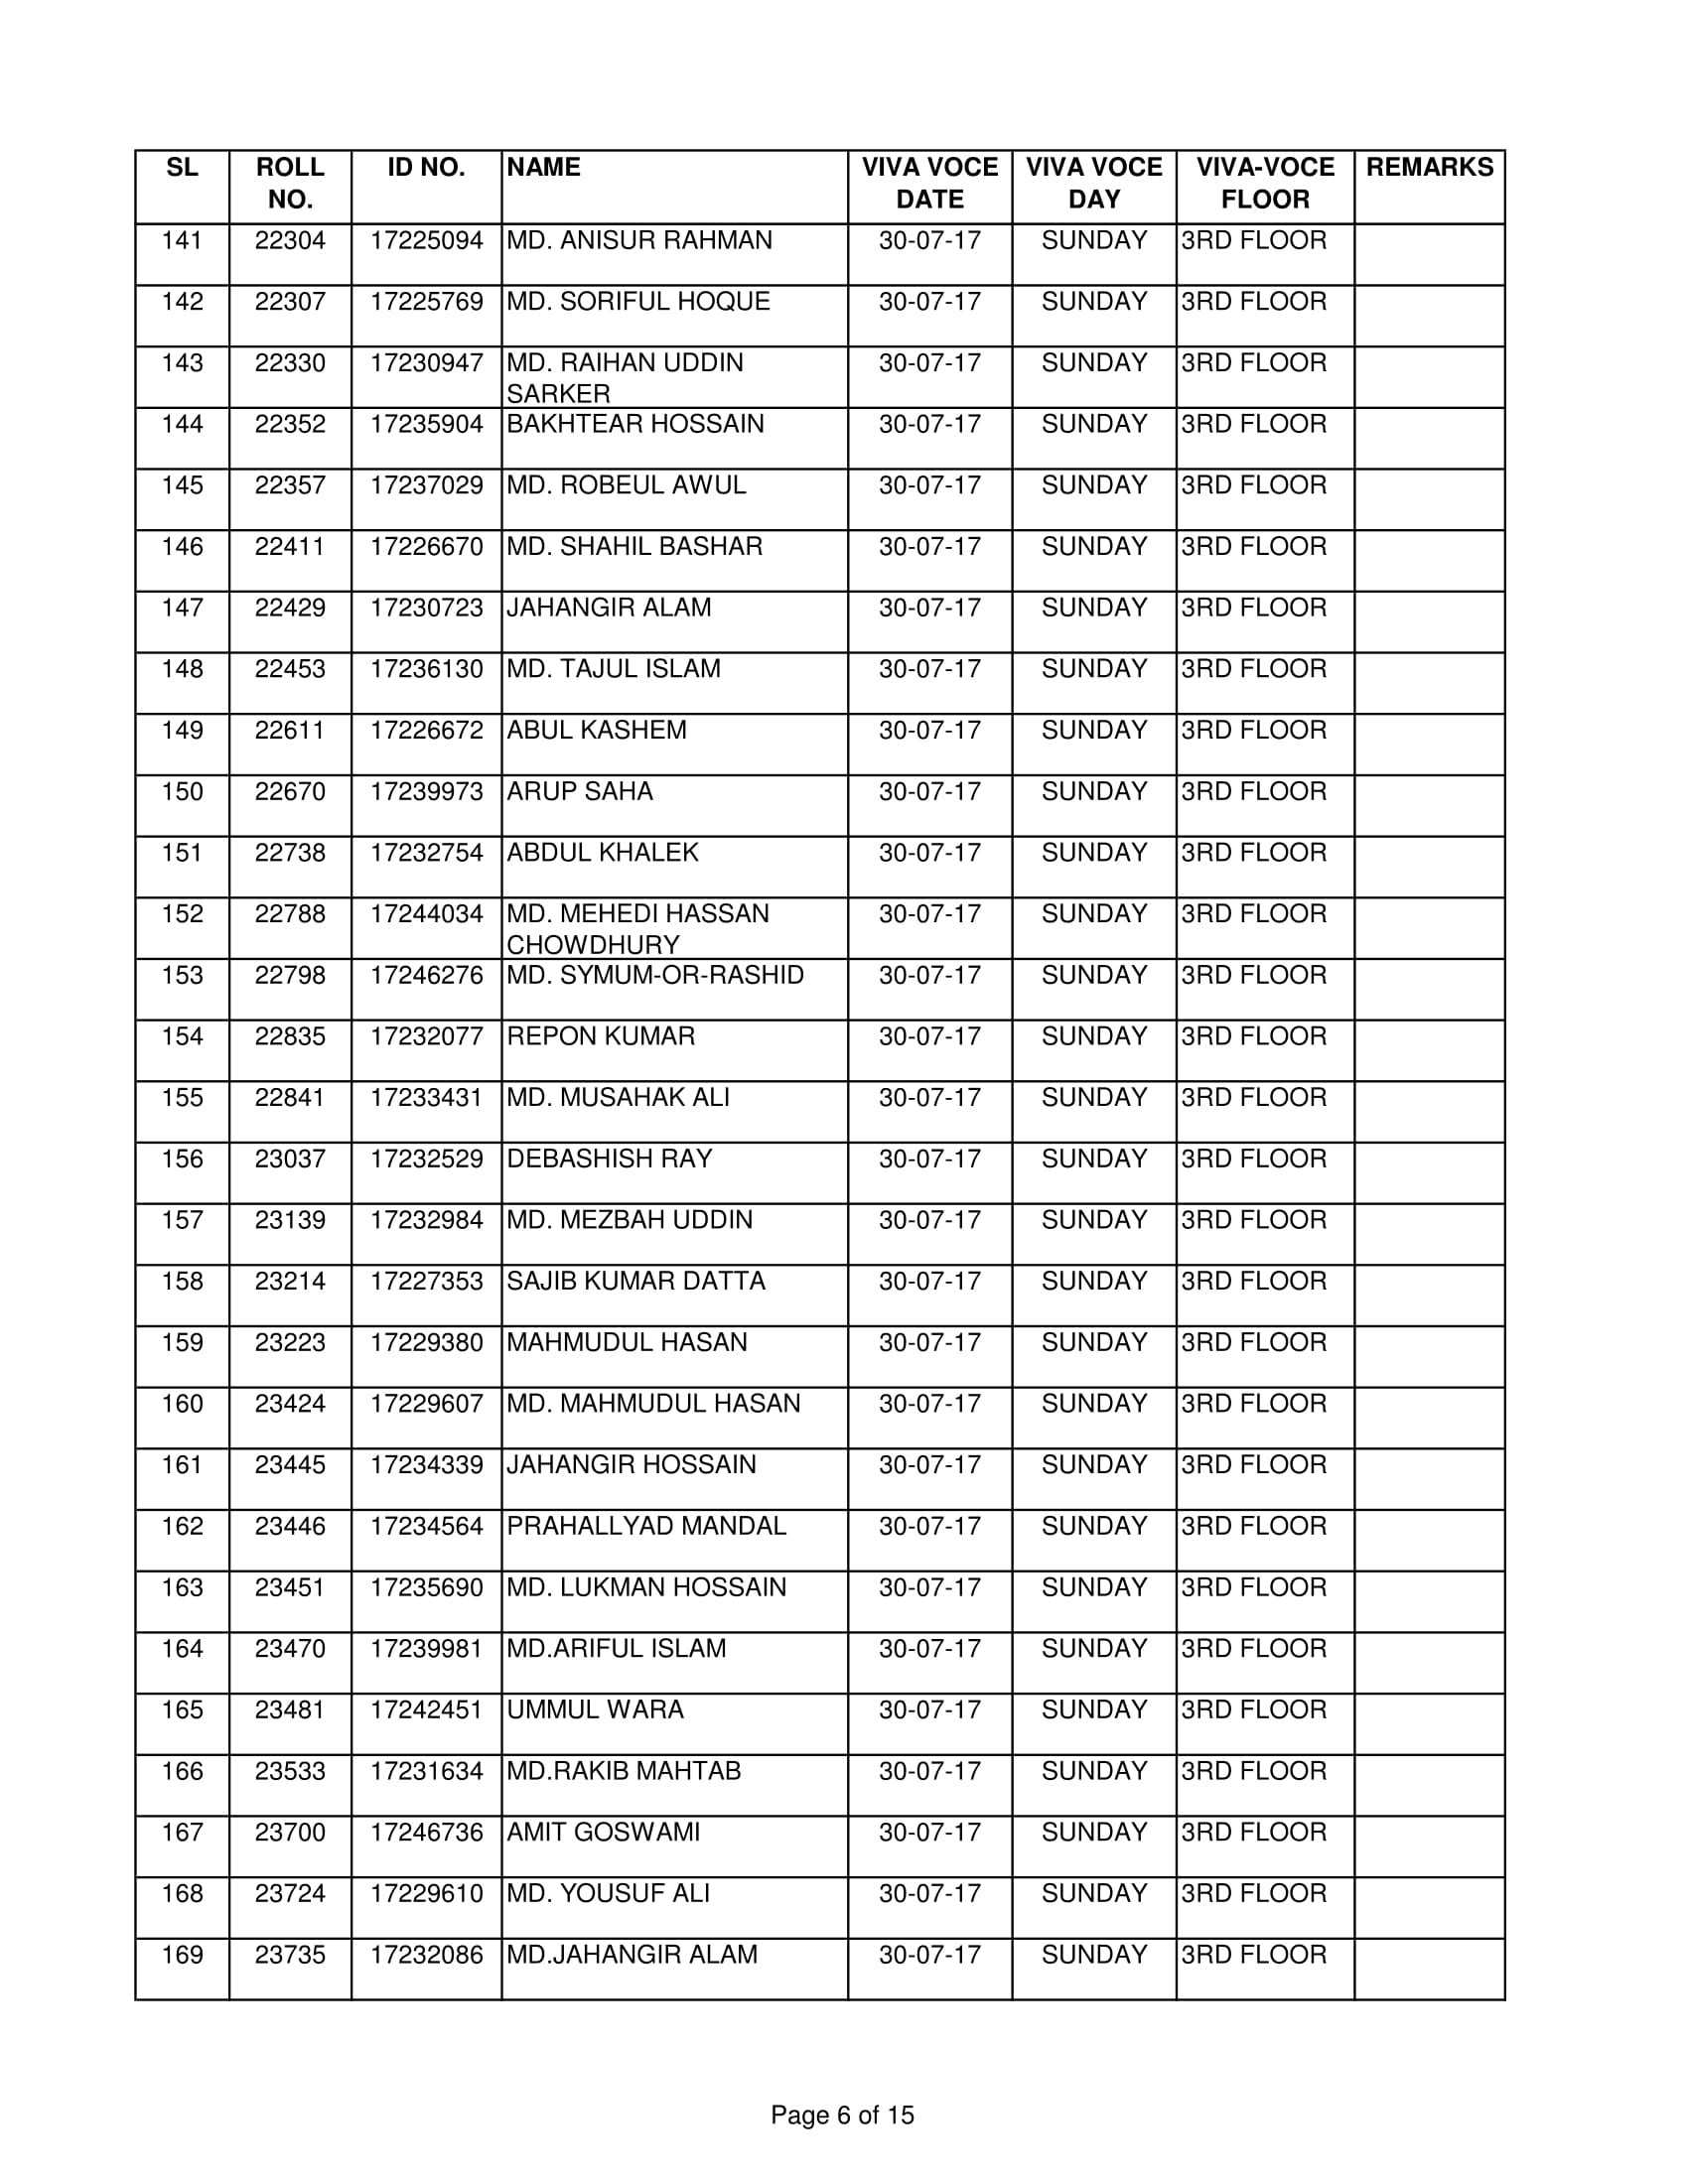 SL ROLL NO. ID NO. NAME VIVA VOCE DATE VIVA VOCE DAY VIVA-VOCE FLOOR REMARKS
141 22304 17225094 MD. ANISUR RAHMAN 30-07-17 SUNDAY 3RD FLOOR
142 22307 17225769 MD. SORIFUL HOQUE 30-07-17 SUNDAY 3RD FLOOR
143 22330 17230947 MD. RAIHAN UDDIN SARKER 30-07-17 SUNDAY 3RD FLOOR
144 22352 17235904 BAKHTEAR HOSSAIN 30-07-17 SUNDAY 3RD FLOOR
145 22357 17237029 MD. ROBEUL AWUL 30-07-17 SUNDAY 3RD FLOOR
146 22411 17226670 MD. SHAHIL BASHAR 30-07-17 SUNDAY 3RD FLOOR
147 22429 17230723 JAHANGIR ALAM 30-07-17 SUNDAY 3RD FLOOR
148 22453 17236130 MD. TAJUL ISLAM 30-07-17 SUNDAY 3RD FLOOR
149 22611 17226672 ABUL KASHEM 30-07-17 SUNDAY 3RD FLOOR
150 22670 17239973 ARUP SAHA 30-07-17 SUNDAY 3RD FLOOR
151 22738 17232754 ABDUL KHALEK 30-07-17 SUNDAY 3RD FLOOR
152 22788 17244034 MD. MEHEDI HASSAN CHOWDHURY 30-07-17 SUNDAY 3RD FLOOR
153 22798 17246276 MD. SYMUM-OR-RASHID 30-07-17 SUNDAY 3RD FLOOR
154 22835 17232077 REPON KUMAR 30-07-17 SUNDAY 3RD FLOOR
155 22841 17233431 MD. MUSAHAK ALI 30-07-17 SUNDAY 3RD FLOOR
156 23037 17232529 DEBASHISH RAY 30-07-17 SUNDAY 3RD FLOOR
157 23139 17232984 MD. MEZBAH UDDIN 30-07-17 SUNDAY 3RD FLOOR
158 23214 17227353 SAJIB KUMAR DATTA 30-07-17 SUNDAY 3RD FLOOR
159 23223 17229380 MAHMUDUL HASAN 30-07-17 SUNDAY 3RD FLOOR
160 23424 17229607 MD. MAHMUDUL HASAN 30-07-17 SUNDAY 3RD FLOOR
161 23445 17234339 JAHANGIR HOSSAIN 30-07-17 SUNDAY 3RD FLOOR
162 23446 17234564 PRAHALLYAD MANDAL 30-07-17 SUNDAY 3RD FLOOR
163 23451 17235690 MD. LUKMAN HOSSAIN 30-07-17 SUNDAY 3RD FLOOR
164 23470 17239981 MD.ARIFUL ISLAM 30-07-17 SUNDAY 3RD FLOOR
165 23481 17242451 UMMUL WARA 30-07-17 SUNDAY 3RD FLOOR
166 23533 17231634 MD.RAKIB MAHTAB 30-07-17 SUNDAY 3RD FLOOR
167 23700 17246736 AMIT GOSWAMI 30-07-17 SUNDAY 3RD FLOOR
168 23724 17229610 MD. YOUSUF ALI 30-07-17 SUNDAY 3RD FLOOR
169 23735 17232086 MD.JAHANGIR ALAM 30-07-17 SUNDAY 3RD FLOOR
Page 6 of 15